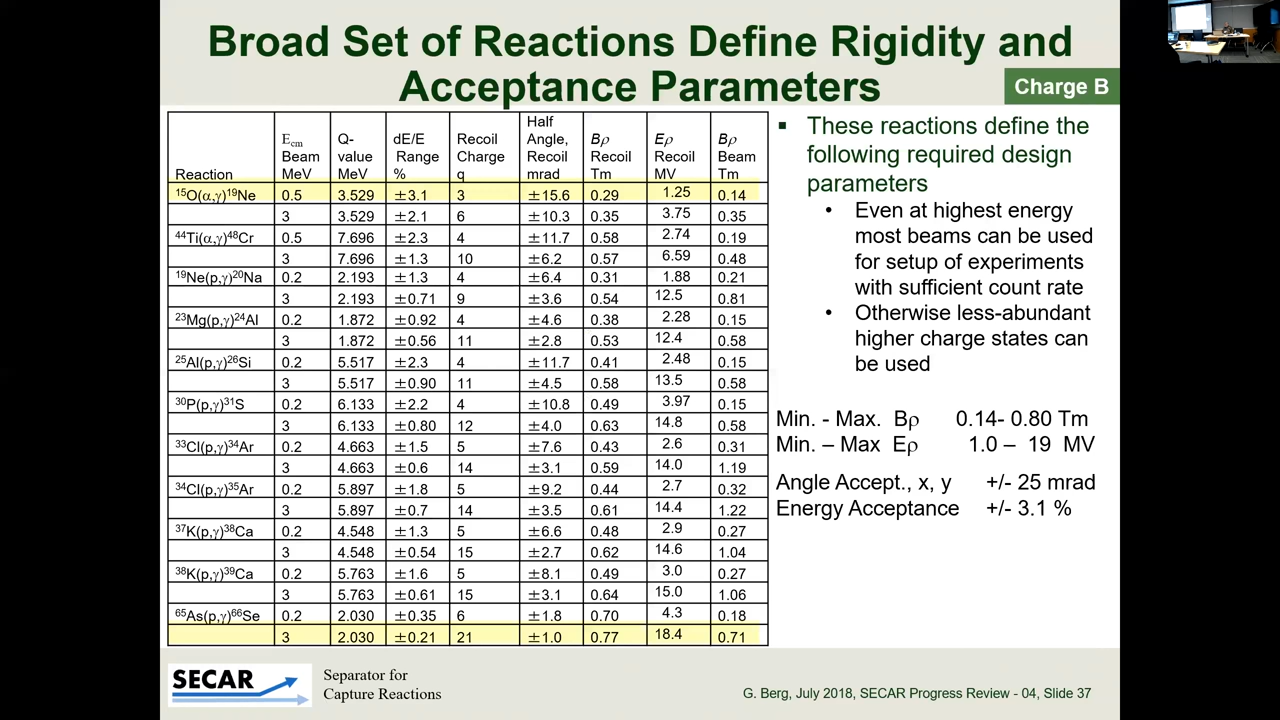 Broad Set of Reactions Define Rigidity and
Acceptance Parameters
Charge B
Reaction E_cm Beam MeV Q-value MeV dE/E Range % Recoil Charge q Half Angle, Recoil mrad Bρ Recoil Tm Eρ Recoil MV Bρ Beam Tm
¹⁵O(α,γ)¹⁹Ne 0.5 3.529 ±3.1 3 ±15.6 0.29 1.25 0.14
3 3.529 ±2.1 6 ±10.3 0.35 3.75 0.35
⁴⁴Ti(α,γ)⁴⁸Cr 0.5 7.696 ±2.3 4 ±11.7 0.58 2.74 0.19
3 7.696 ±1.3 10 ±6.2 0.57 6.59 0.48
¹⁹Ne(p,γ)²⁰Na 0.2 2.193 ±1.3 4 ±6.4 0.31 1.88 0.21
3 2.193 ±0.71 9 ±3.6 0.54 12.5 0.81
²³Mg(p,γ)²⁴Al 0.2 1.872 ±0.92 4 ±4.6 0.38 2.28 0.15
3 1.872 ±0.56 11 ±2.8 0.53 12.4 0.58
²⁵Al(p,γ)²⁶Si 0.2 5.517 ±2.3 4 ±11.7 0.41 2.48 0.15
3 5.517 ±0.90 11 ±4.5 0.58 13.5 0.58
³⁰P(p,γ)³¹S 0.2 6.133 ±2.2 4 ±10.8 0.49 3.97 0.15
3 6.133 ±0.80 12 ±4.0 0.63 14.8 0.58
³³Cl(p,γ)³⁴Ar 0.2 4.663 ±1.5 5 ±7.6 0.43 2.6 0.31
3 4.663 ±0.6 14 ±3.1 0.59 14.0 1.19
³⁴Cl(p,γ)³⁵Ar 0.2 5.897 ±1.8 5 ±9.2 0.44 2.7 0.32
3 5.897 ±0.7 14 ±3.5 0.61 14.4 1.22
³⁷K(p,γ)³⁸Ca 0.2 4.548 ±1.3 5 ±6.6 0.48 2.9 0.27
3 4.548 ±0.54 15 ±2.7 0.62 14.6 1.04
³⁸K(p,γ)³⁹Ca 0.2 5.763 ±1.6 5 ±8.1 0.49 3.0 0.27
3 5.763 ±0.61 15 ±3.1 0.64 15.0 1.06
⁶⁵As(p,γ)⁶⁶Se 0.2 2.030 ±0.35 6 ±1.8 0.70 4.3 0.18
3 2.030 ±0.21 21 ±1.0 0.77 18.4 0.71
▪ These reactions define the
following required design
parameters
• Even at highest energy
most beams can be used
for setup of experiments
with sufficient count rate
• Otherwise less-abundant
higher charge states can
be used
Min. - Max. Bρ 0.14- 0.80 Tm
Min. – Max Eρ 1.0 – 19 MV
Angle Accept., x, y +/- 25 mrad
Energy Acceptance +/- 3.1 %
SECAR
Separator for
Capture Reactions
G. Berg, July 2018, SECAR Progress Review - 04, Slide 37